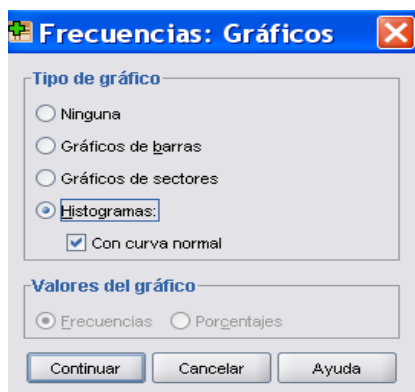 Frecuencias: Gráficos
Tipo de gráfico
Ninguna
Gráficos de barras
Gráficos de sectores
Histogramas:
Con curva normal
Valores del gráfico
Frecuencias Porcentajes
Continuar Cancelar Ayuda